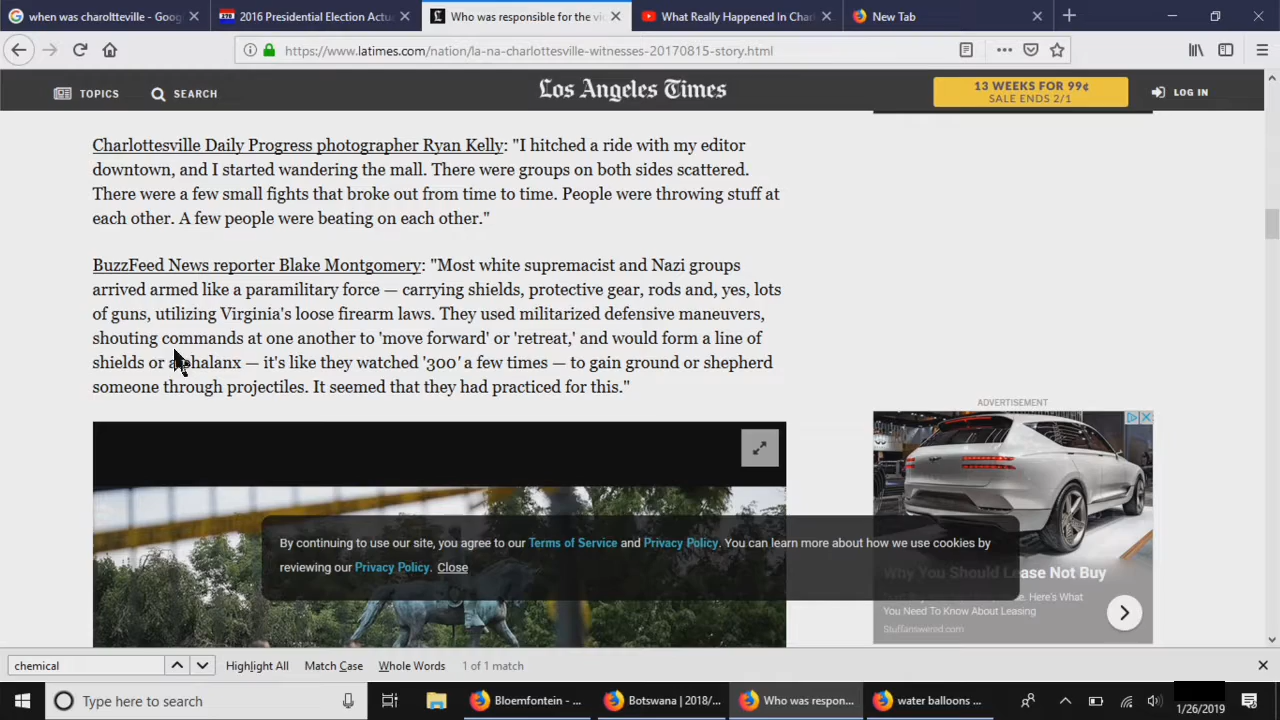 when was charoltteville - Goog
2016 Presidential Election Actu
Who was responsible for the vi
What Really Happened In Char
New Tab
https://www.latimes.com/nation/la-na-charlottesville-witnesses-20170815-story.html
TOPICS
SEARCH
Los Angeles Times
13 WEEKS FOR 99¢
SALE ENDS 2/1
LOG IN
Charlottesville Daily Progress photographer Ryan Kelly: "I hitched a ride with my editor
downtown, and I started wandering the mall. There were groups on both sides scattered.
There were a few small fights that broke out from time to time. People were throwing stuff at
each other. A few people were beating on each other."
BuzzFeed News reporter Blake Montgomery: "Most white supremacist and Nazi groups
arrived armed like a paramilitary force — carrying shields, protective gear, rods and, yes, lots
of guns, utilizing Virginia's loose firearm laws. They used militarized defensive maneuvers,
shouting commands at one another to 'move forward' or 'retreat,' and would form a line of
shields or a phalanx — it's like they watched '300' a few times — to gain ground or shepherd
someone through projectiles. It seemed that they had practiced for this."
ADVERTISEMENT
By continuing to use our site, you agree to our Terms of Service and Privacy Policy. You can learn more about how we use cookies by
reviewing our Privacy Policy. Close
Why You Should Lease Not Buy
Here's What
You Need To Know About Leasing
Stuffanswered.com
chemical
Highlight All
Match Case
Whole Words
1 of 1 match
Type here to search
Bloemfontein - ...
Botswana | 2018/...
Who was respon...
water balloons ...
1/26/2019